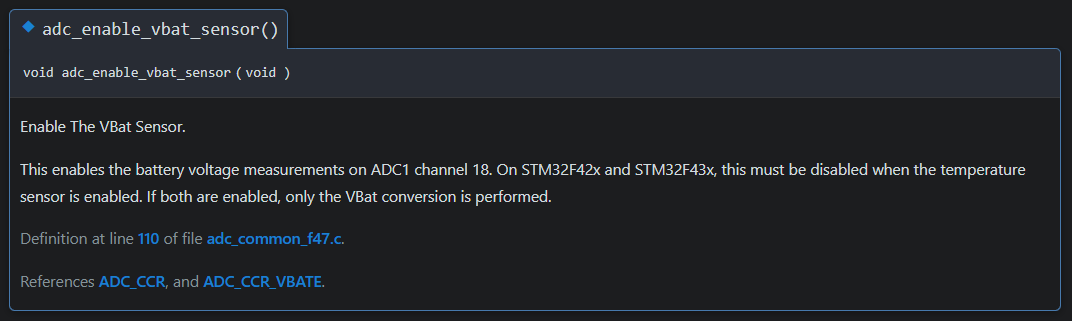 adc_enable_vbat_sensor()
void adc_enable_vbat_sensor ( void )
Enable The VBat Sensor.
This enables the battery voltage measurements on ADC1 channel 18. On STM32F42x and STM32F43x, this must be disabled when the temperature
sensor is enabled. If both are enabled, only the VBat conversion is performed.
Definition at line 110 of file adc_common_f47.c.
References ADC_CCR, and ADC_CCR_VBATE.